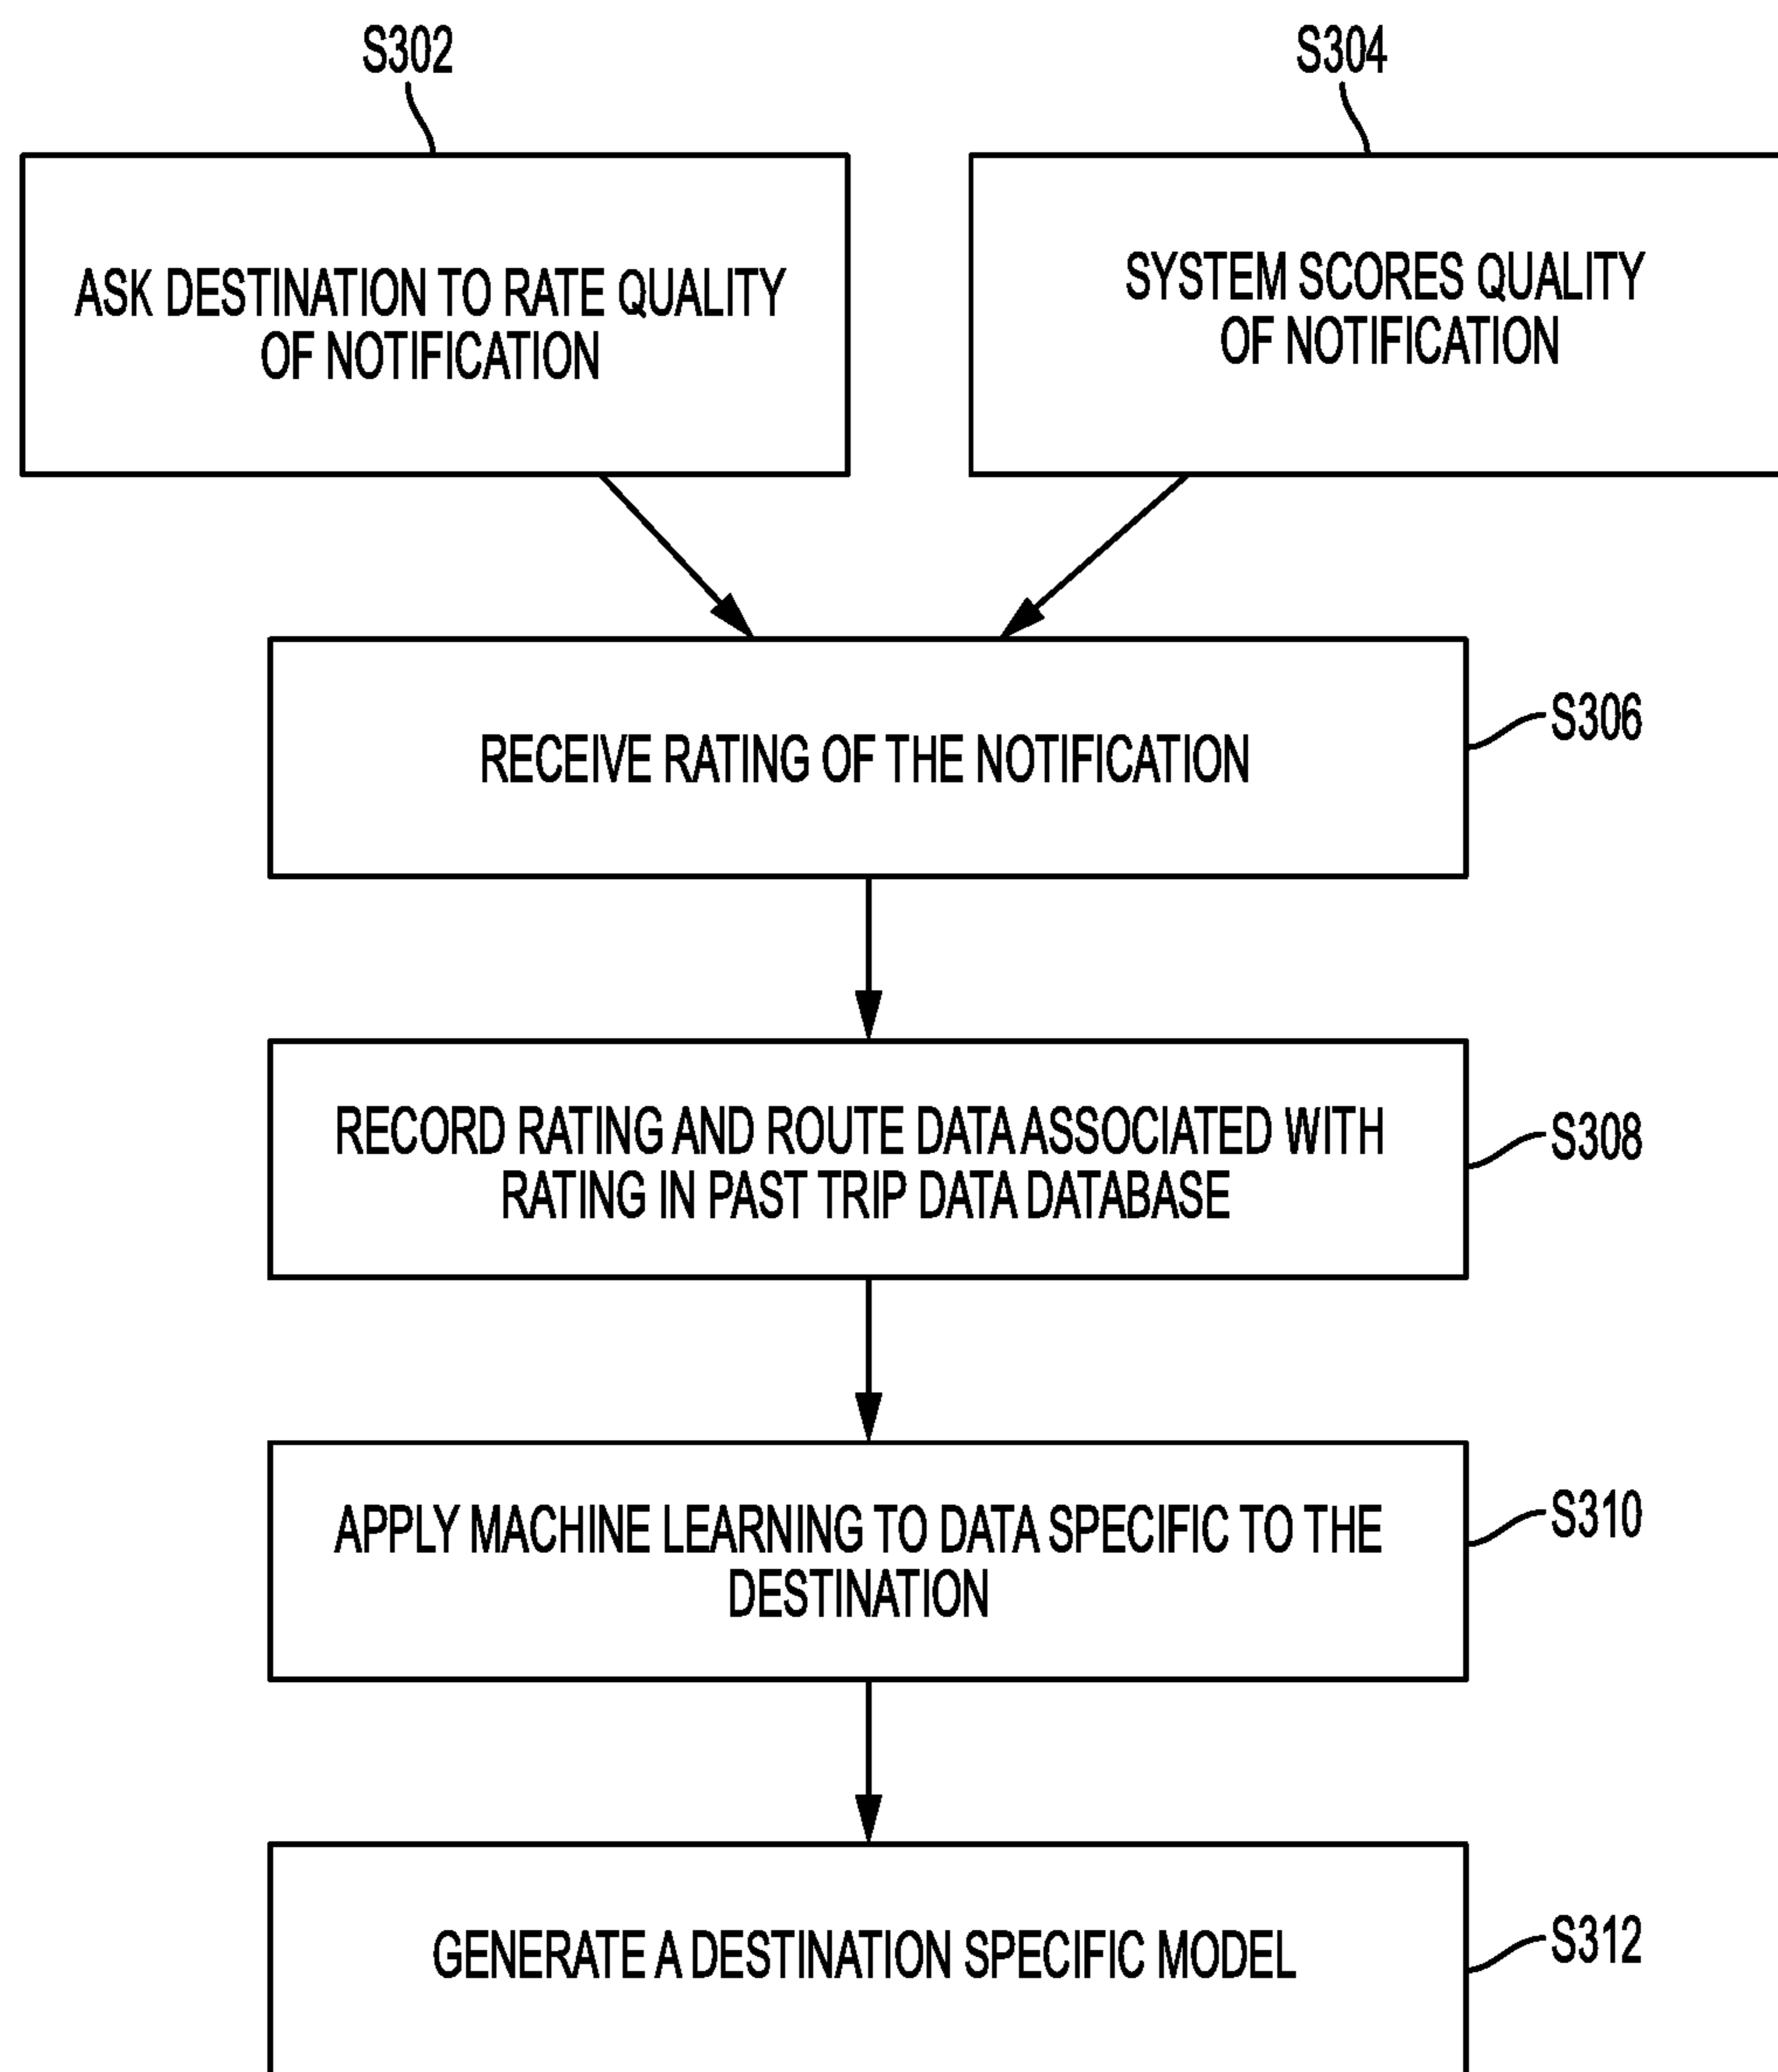 S302
S304
ASK DESTINATION TO RATE QUALITY
OF NOTIFICATION
SYSTEM SCORES QUALITY
OF NOTIFICATION
RECEIVE RATING OF THE NOTIFICATION
S306
RECORD RATING AND ROUTE DATA ASSOCIATED WITH
RATING IN PAST TRIP DATA DATABASE
S308
APPLY MACHINE LEARNING TO DATA SPECIFIC TO THE
DESTINATION
S310
GENERATE A DESTINATION SPECIFIC MODEL
S312